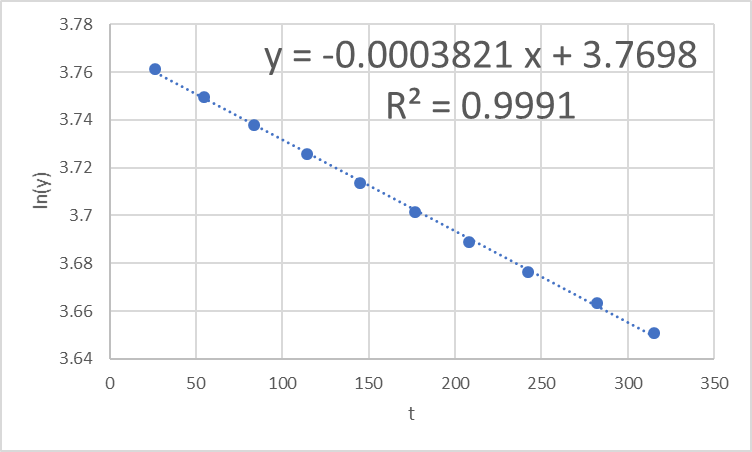 y = -0.0003821 x + 3.7698
R² = 0.9991
3.78
3.76
3.74
3.72
3.7
3.68
3.66
3.64
ln(y)
0 50 100 150 200 250 300 350
t